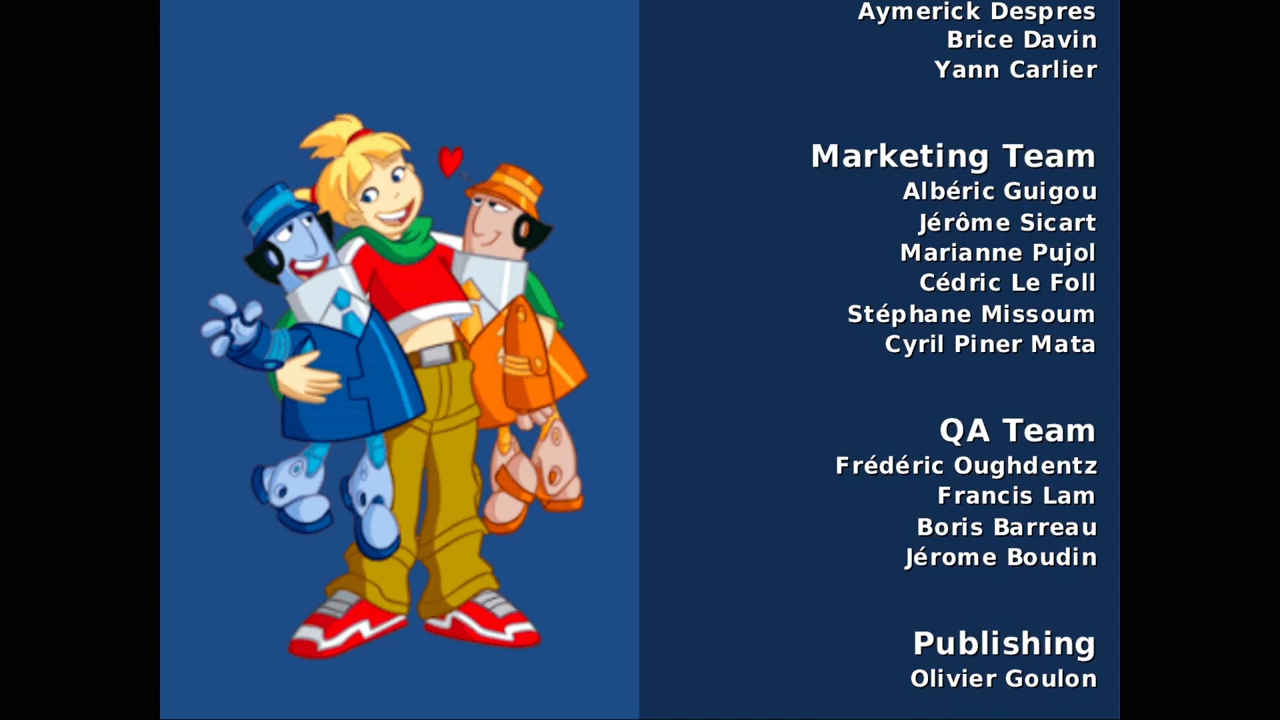 Aymerick Despres
Brice Davin
Yann Carlier
Marketing Team
Albéric Guigou
Jérôme Sicart
Marianne Pujol
Cédric Le Foll
Stéphane Missoum
Cyril Piner Mata
QA Team
Frédéric Oughdentz
Francis Lam
Boris Barreau
Jérome Boudin
Publishing
Olivier Goulon